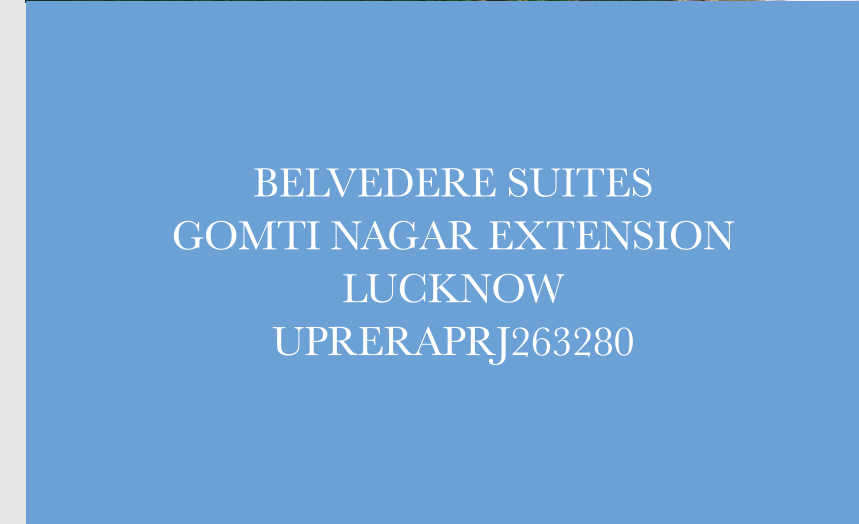 BELVEDERE SUITES
GOMTI NAGAR EXTENSION
LUCKNOW
UPRERAPRJ263280